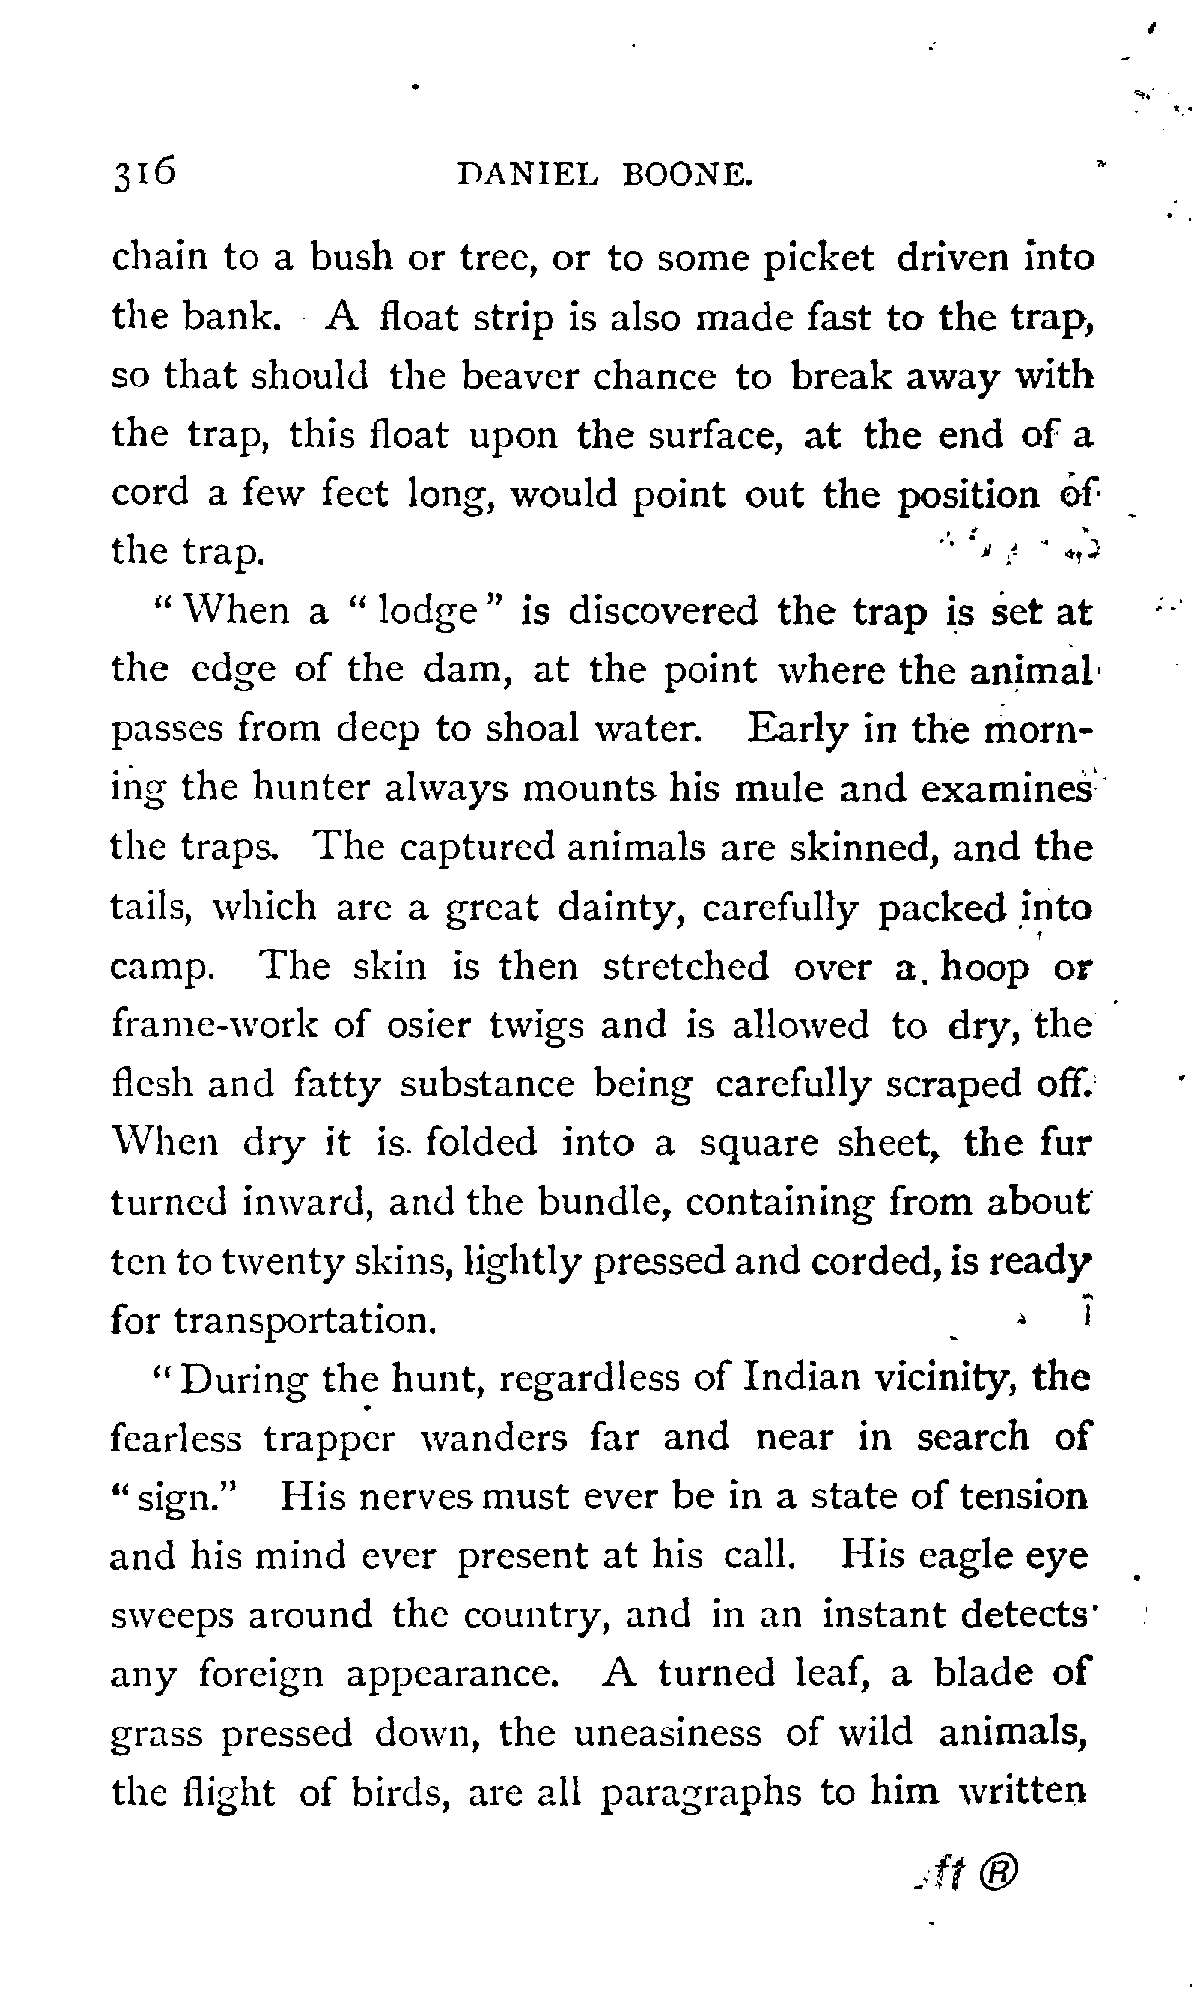 316 DANIEL BOONE.
chain to a bush or tree, or to some picket driven into
the bank. A float strip is also made fast to the trap,
so that should the beaver chance to break away with
the trap, this float upon the surface, at the end of a
cord a few feet long, would point out the position of
the trap.
" When a " lodge " is discovered the trap is set at
the edge of the dam, at the point where the animal
passes from deep to shoal water. Early in the morn-
ing the hunter always mounts his mule and examines
the traps. The captured animals are skinned, and the
tails, which are a great dainty, carefully packed into
camp. The skin is then stretched over a hoop or
frame-work of osier twigs and is allowed to dry, the
flesh and fatty substance being carefully scraped off.
When dry it is folded into a square sheet, the fur
turned inward, and the bundle, containing from about
ten to twenty skins, lightly pressed and corded, is ready
for transportation.
" During the hunt, regardless of Indian vicinity, the
fearless trapper wanders far and near in search of
" sign." His nerves must ever be in a state of tension
and his mind ever present at his call. His eagle eye
sweeps around the country, and in an instant detects
any foreign appearance. A turned leaf, a blade of
grass pressed down, the uneasiness of wild animals,
the flight of birds, are all paragraphs to him written
ft ®